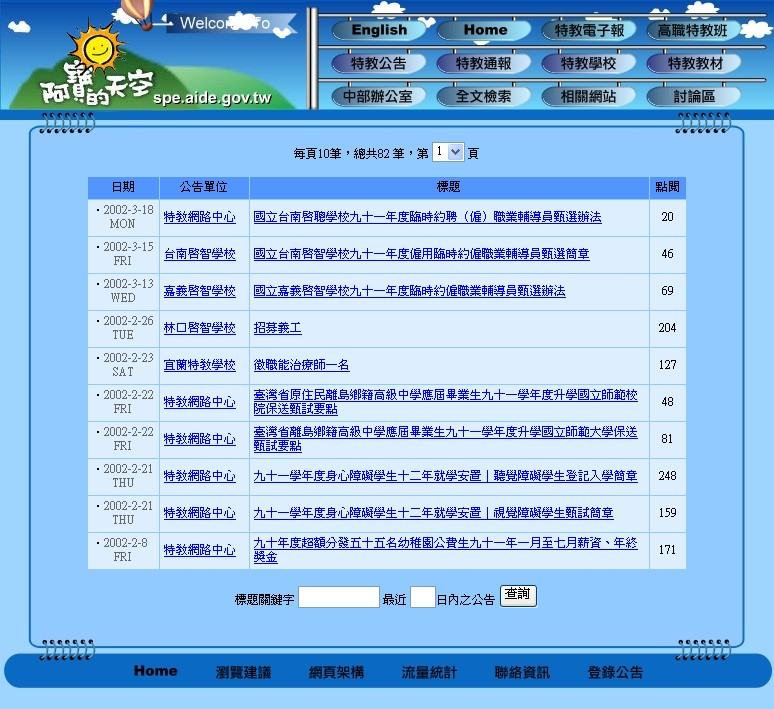 Welcome To
English Home 特教電子報 高職特教班
特教公告 特教通報 特教學校 特教教材
中部辦公室 全文檢索 相關網站 討論區
阿寶的天空
spe.aide.gov.tw
每頁10筆，總共82 筆，第 1 頁
日期 公告單位 標題 點閱
·2002-3-18 MON 特教網路中心 國立台南啓聰學校九十一年度臨時約聘（僱）職業輔導員甄選辦法 20
·2002-3-15 FRI 台南啓智學校 國立台南啓智學校九十一年度僱用臨時約僱職業輔導員甄選簡章 46
·2002-3-13 WED 嘉義啓智學校 國立嘉義啓智學校九十一年度臨時約僱職業輔導員甄選辦法 69
·2002-2-26 TUE 林口啓智學校 招募義工 204
·2002-2-23 SAT 宜蘭特教學校 徵職能治療師一名 127
·2002-2-22 FRI 特教網路中心 臺灣省原住民離島鄉籍高級中學應屆畢業生九十一學年度升學國立師範校
院保送甄試要點 48
·2002-2-22 FRI 特教網路中心 臺灣省離島鄉籍高級中學應屆畢業生九十一學年度升學國立師範大學保送
甄試要點 81
·2002-2-21 THU 特教網路中心 九十一學年度身心障礙學生十二年就學安置｜聽覺障礙學生登記入學簡章 248
·2002-2-21 THU 特教網路中心 九十一學年度身心障礙學生十二年就學安置｜視覺障礙學生甄試簡章 159
·2002-2-8 FRI 特教網路中心 九十年度超額分發五十五名幼稚園公費生九十一年一月至七月薪資、年終
獎金 171
標題關鍵字 最近 日內之公告 查詢
Home 瀏覽建議 網頁架構 流量統計 聯絡資訊 登錄公告